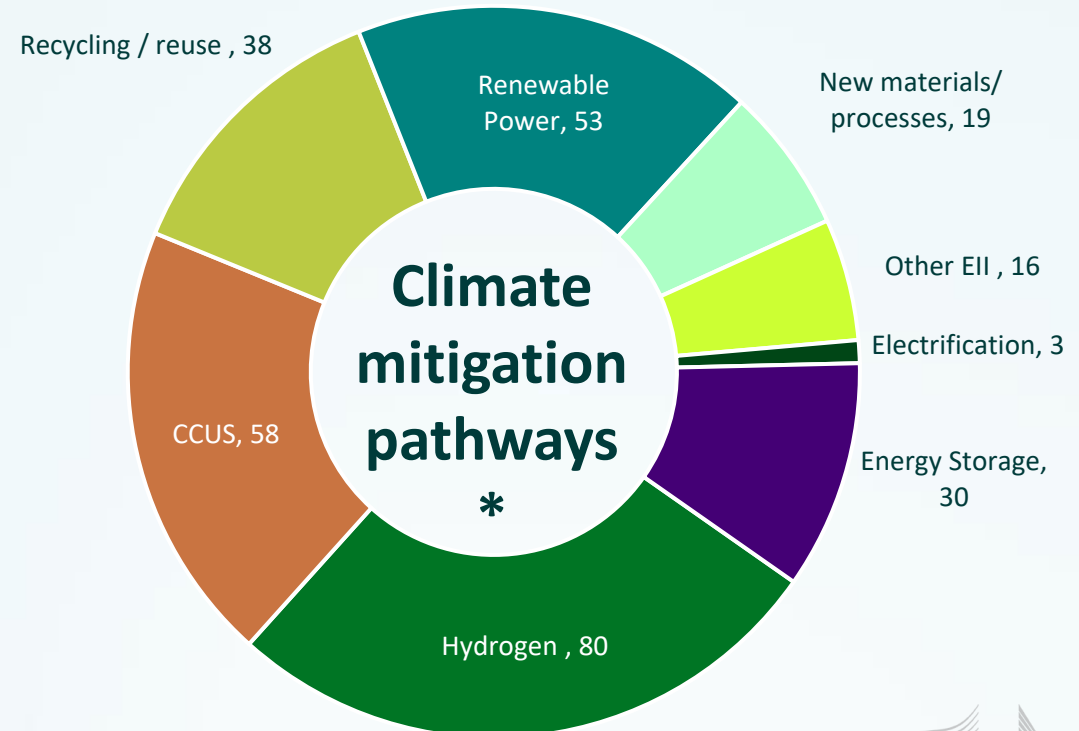 Recycling / reuse , 38
Renewable
Power, 53
New materials/
processes, 19
Other EII , 16
Electrification, 3
Energy Storage,
30
Hydrogen , 80
CCUS, 58
Climate
mitigation
pathways
*